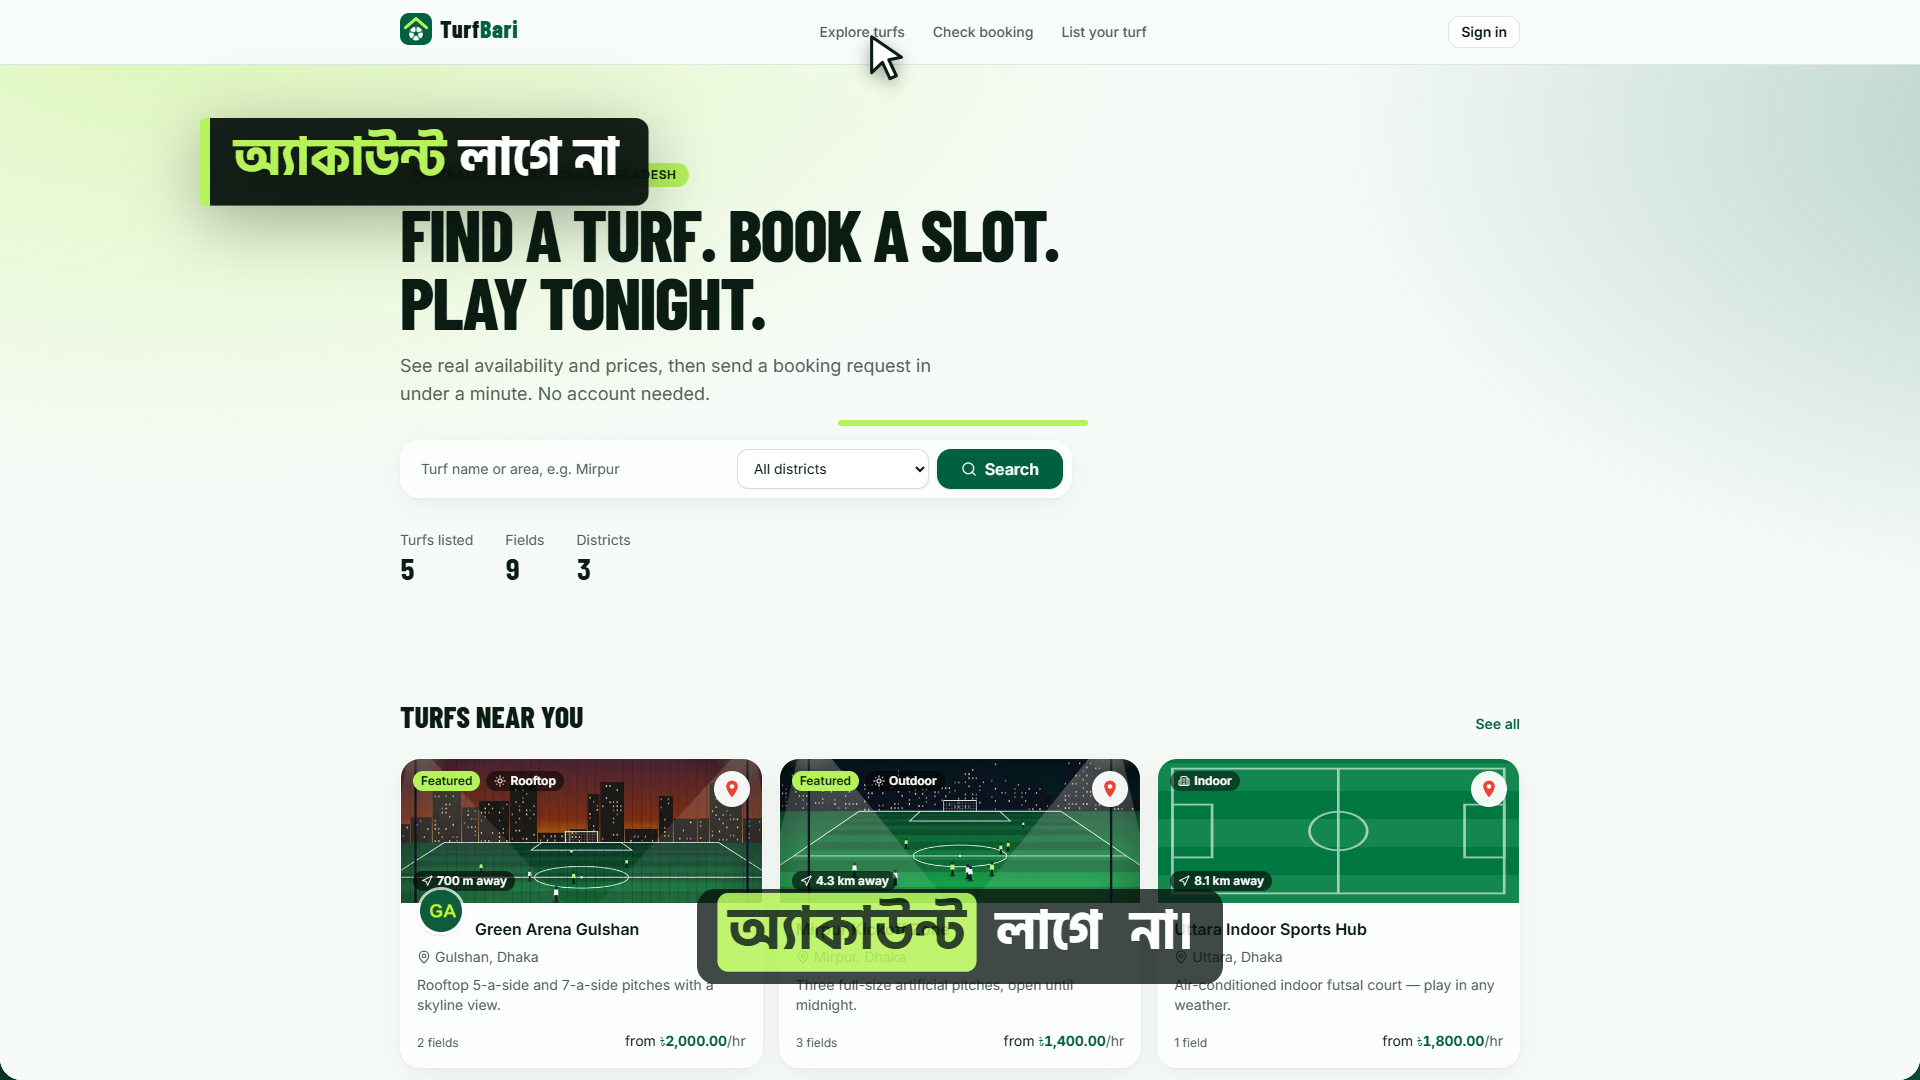 TurfBari
Explore turfs
Check booking
List your turf
Sign in
অ্যাকাউন্ট লাগে না
FIND A TURF. BOOK A SLOT.
PLAY TONIGHT.
See real availability and prices, then send a booking request in
under a minute. No account needed.
Turf name or area, e.g. Mirpur
All districts
Search
Turfs listed
Fields
Districts
5
9
3
TURFS NEAR YOU
See all
Featured
Rooftop
700 m away
GA
Green Arena Gulshan
Gulshan, Dhaka
Rooftop 5-a-side and 7-a-side pitches with a
skyline view.
2 fields
from ৳2,000.00/hr
Featured
Outdoor
4.3 km away
Mirpur, Dhaka
Three full-size artificial pitches, open until
midnight.
3 fields
from ৳1,400.00/hr
Indoor
8.1 km away
Uttara Indoor Sports Hub
Uttara, Dhaka
Air-conditioned indoor futsal court — play in any
weather.
1 field
from ৳1,800.00/hr
অ্যাকাউন্ট লাগে না।